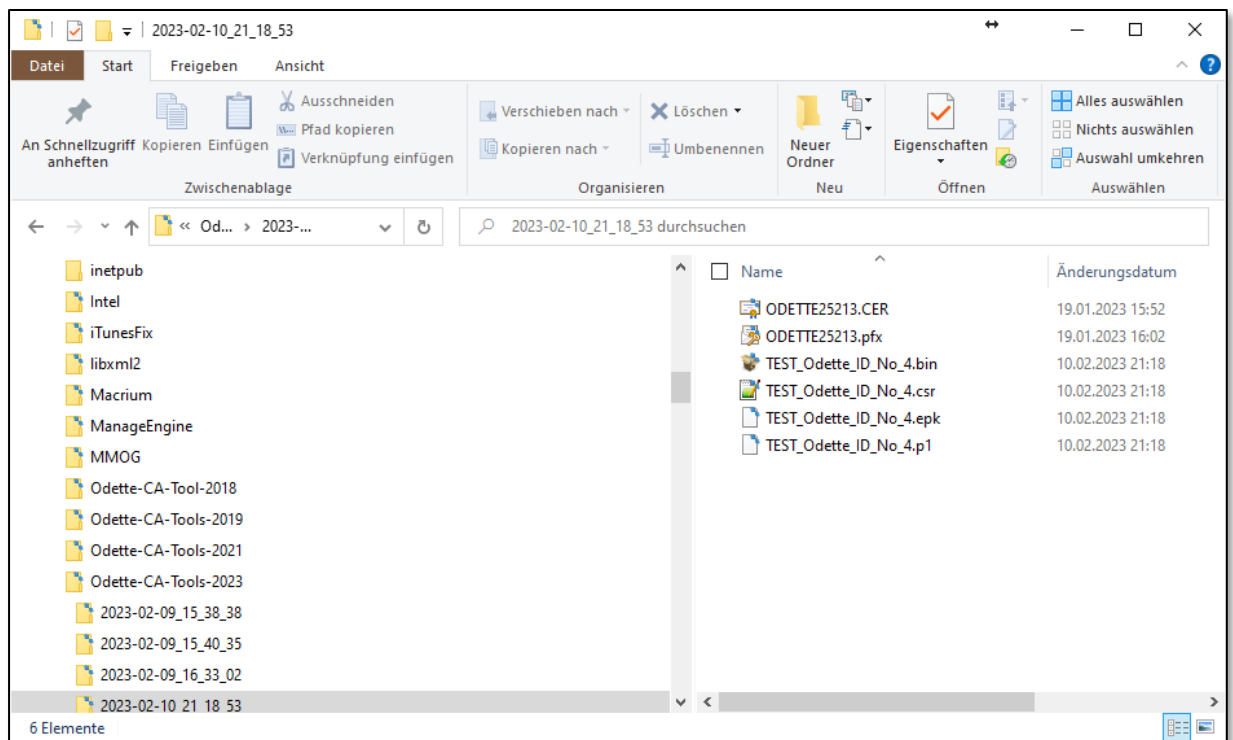 2023-02-10_21_18_53
Datei Start Freigeben Ansicht
An Schnellzugriff anheften
Kopieren
Einfügen
Ausschneiden
Pfad kopieren
Verknüpfung einfügen
Zwischenablage
Verschieben nach
Kopieren nach
Löschen
Umbenennen
Organisieren
Neuer Ordner
Neu
Eigenschaften
Öffnen
Alles auswählen
Nichts auswählen
Auswahl umkehren
Auswählen
« Od... › 2023-...
2023-02-10_21_18_53 durchsuchen
inetpub
Intel
iTunesFix
libxml2
Macrium
ManageEngine
MMOG
Odette-CA-Tool-2018
Odette-CA-Tools-2019
Odette-CA-Tools-2021
Odette-CA-Tools-2023
2023-02-09_15_38_38
2023-02-09_15_40_35
2023-02-09_16_33_02
2023-02-10_21_18_53
Name Änderungsdatum
ODETTE25213.CER 19.01.2023 15:52
ODETTE25213.pfx 19.01.2023 16:02
TEST_Odette_ID_No_4.bin 10.02.2023 21:18
TEST_Odette_ID_No_4.csr 10.02.2023 21:18
TEST_Odette_ID_No_4.epk 10.02.2023 21:18
TEST_Odette_ID_No_4.p1 10.02.2023 21:18
6 Elemente